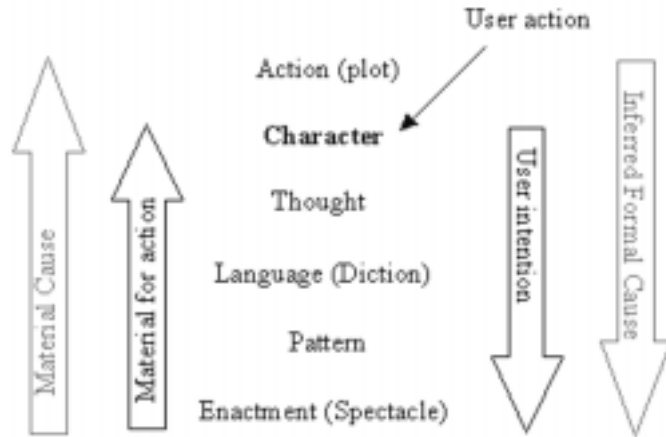 User action
Action (plot)
Character
Thought
Language (Diction)
Pattern
Enactment (Spectacle)
Material Cause
Material for action
User intention
Inferred Formal Cause